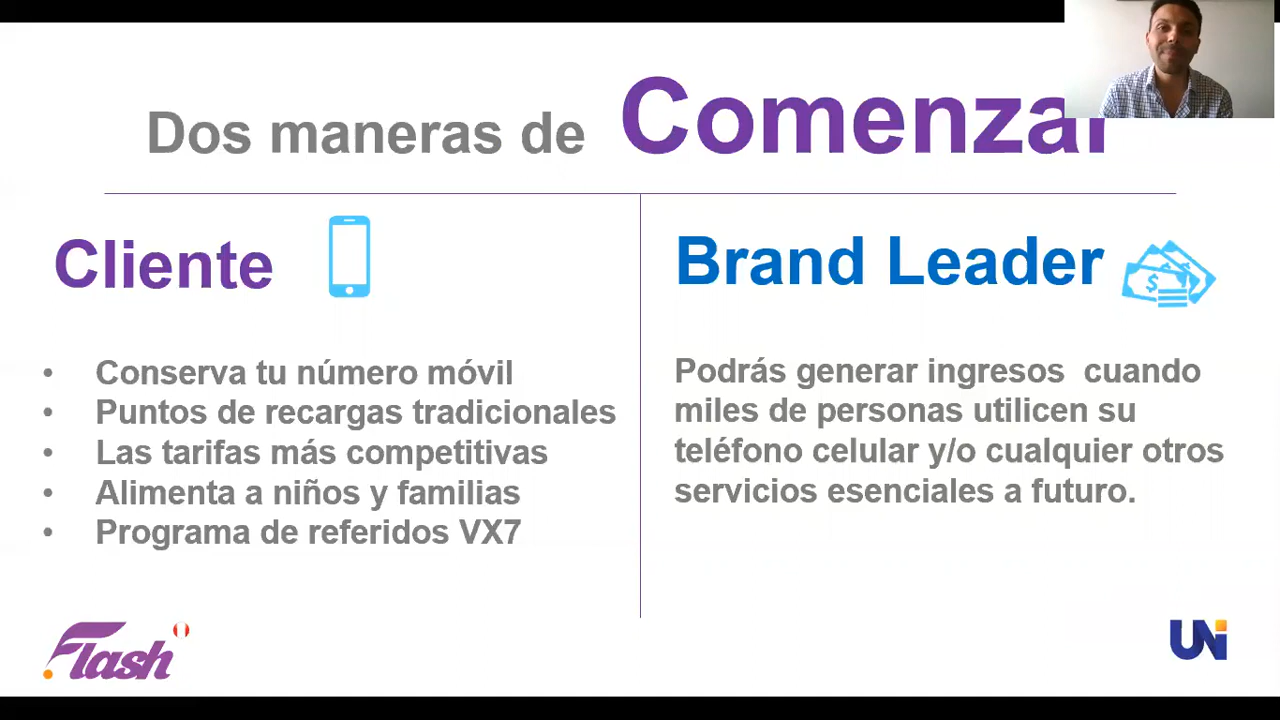 Dos maneras de Comenzar
Cliente
Conserva tu número móvil
Puntos de recargas tradicionales
Las tarifas más competitivas
Alimenta a niños y familias
Programa de referidos VX7
Brand Leader
Podrás generar ingresos cuando
miles de personas utilicen su
teléfono celular y/o cualquier otros
servicios esenciales a futuro.
Flash
UNi